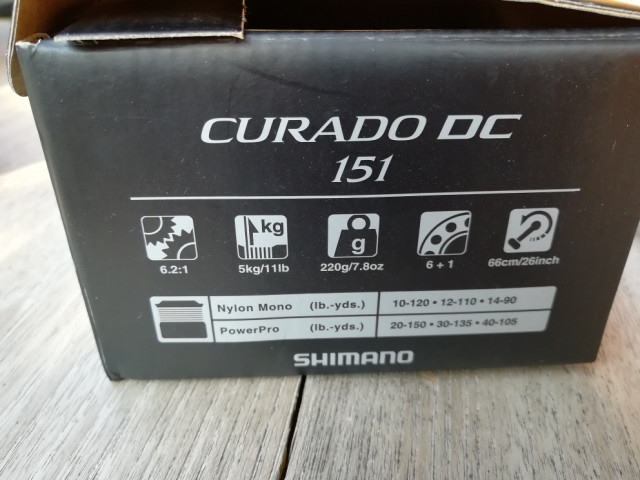 CURADO DC
151
kg
g
6.2:1
5kg/11lb
220g/7.8oz
6 + 1
66cm/26inch
Nylon Mono (lb.-yds.) 10-120 • 12-110 • 14-90
PowerPro (lb.-yds.) 20-150 • 30-135 • 40-105
SHIMANO